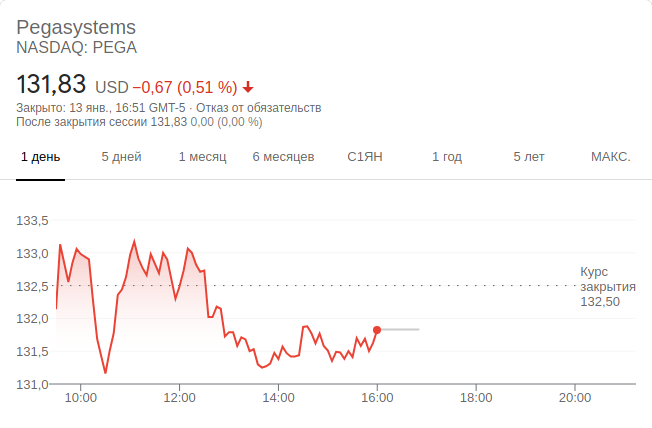 Pegasystems
NASDAQ: PEGA
131,83 USD −0,67 (0,51 %)
Закрыто: 13 янв., 16:51 GMT-5 · Отказ от обязательств
После закрытия сессии 131,83 0,00 (0,00 %)
1 день 5 дней 1 месяц 6 месяцев С1ЯН 1 год 5 лет МАКС.
133,5
133,0
132,5
132,0
131,5
131,0
Курс
закрытия
132,50
10:00 12:00 14:00 16:00 18:00 20:00